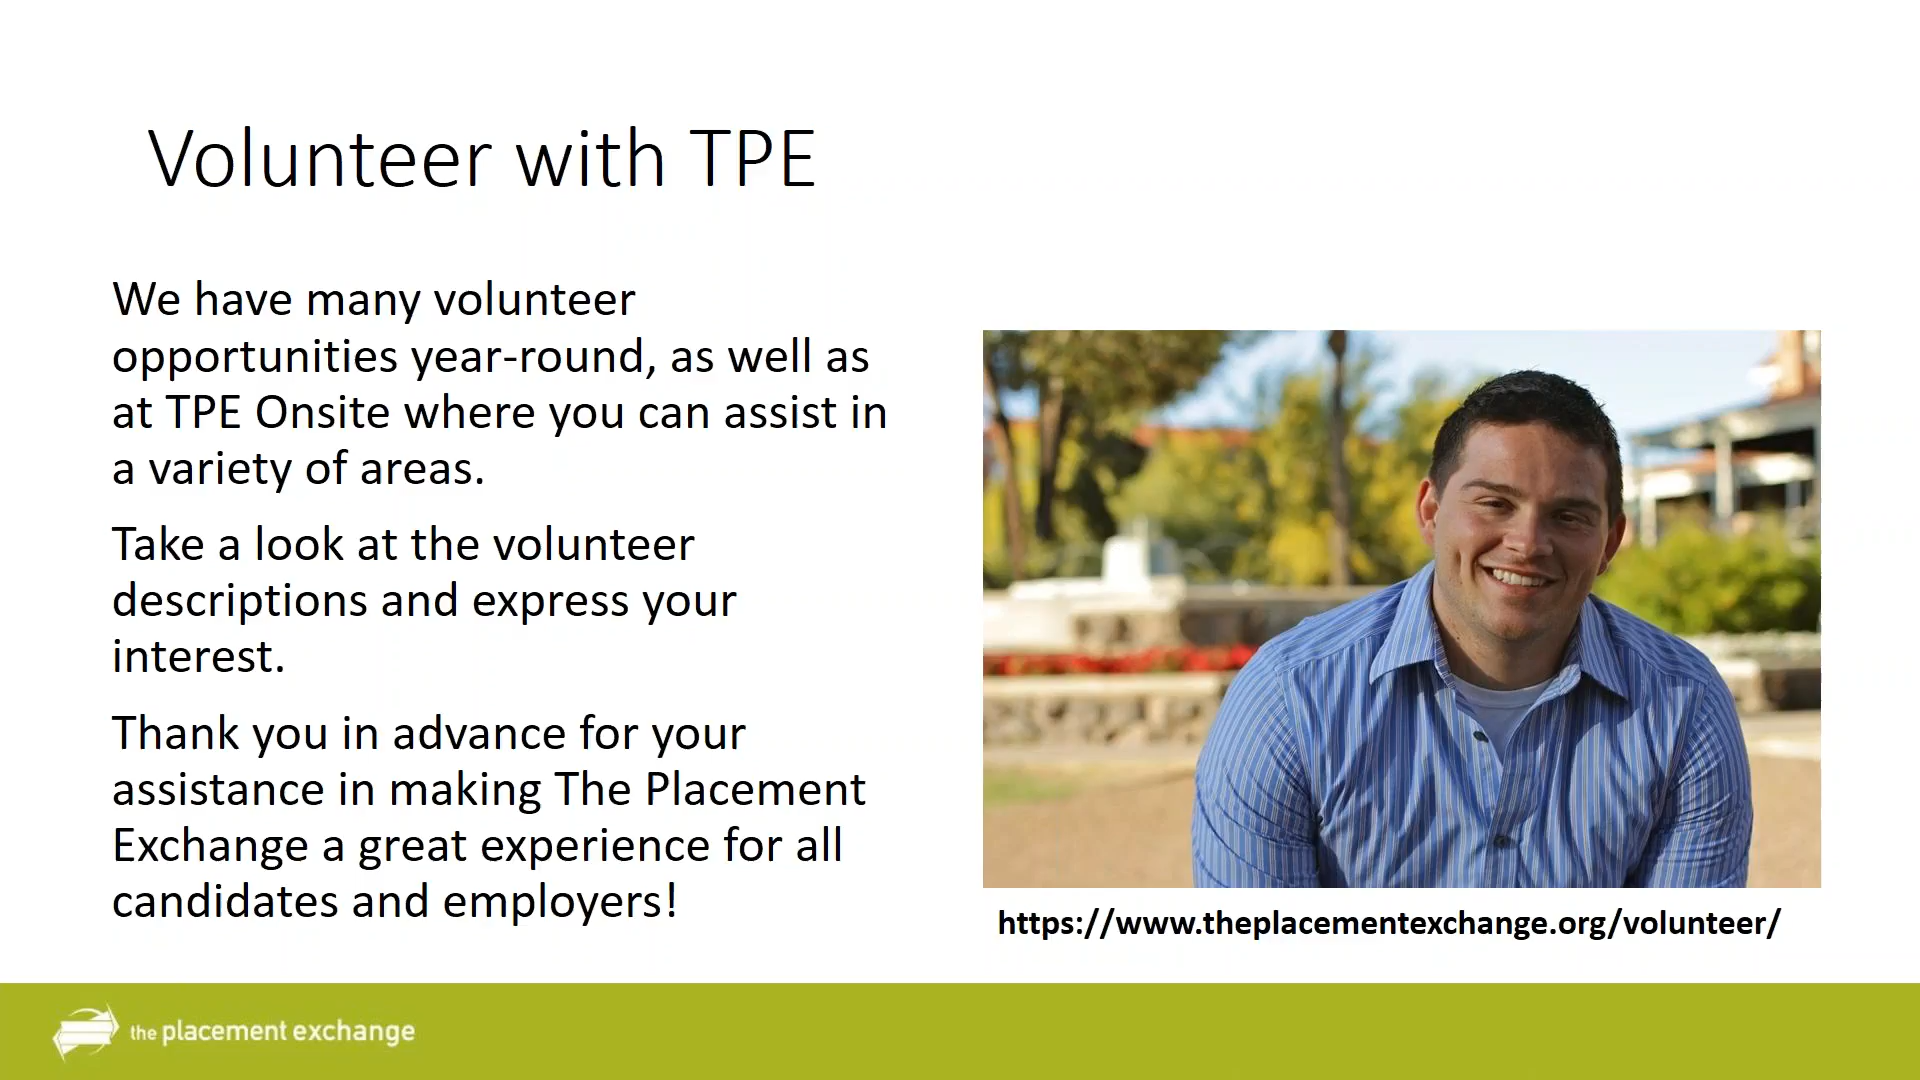 Volunteer with TPE
We have many volunteer
opportunities year-round, as well as
at TPE Onsite where you can assist in
a variety of areas.
Take a look at the volunteer
descriptions and express your
interest.
Thank you in advance for your
assistance in making The Placement
Exchange a great experience for all
candidates and employers!
https://www.theplacementexchange.org/volunteer/
the placement exchange